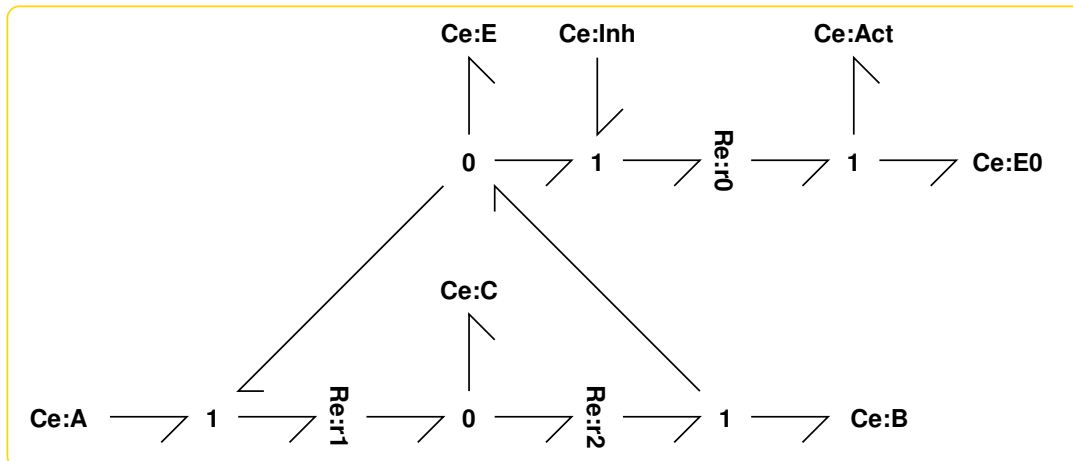 Ce:E Ce:Inh Ce:Act
0 1 Re:r0 1 Ce:E0
Ce:C
Ce:A 1 Re:r1 0 Re:r2 1 Ce:B